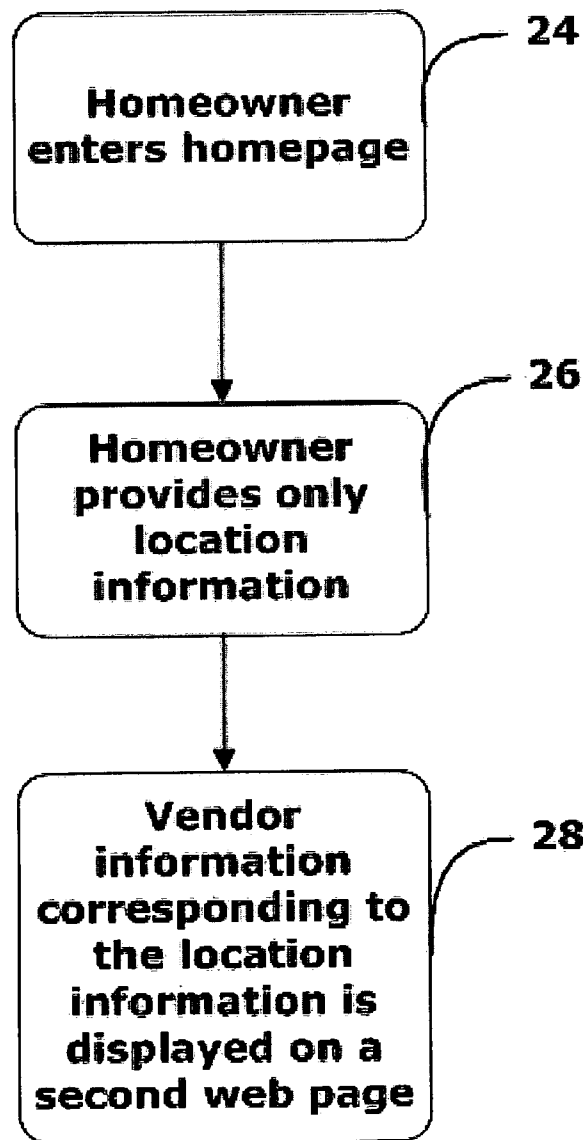 24
Homeowner
enters homepage
26
Homeowner
provides only
location
information
28
Vendor
information
corresponding to
the location
information is
displayed on a
second web page